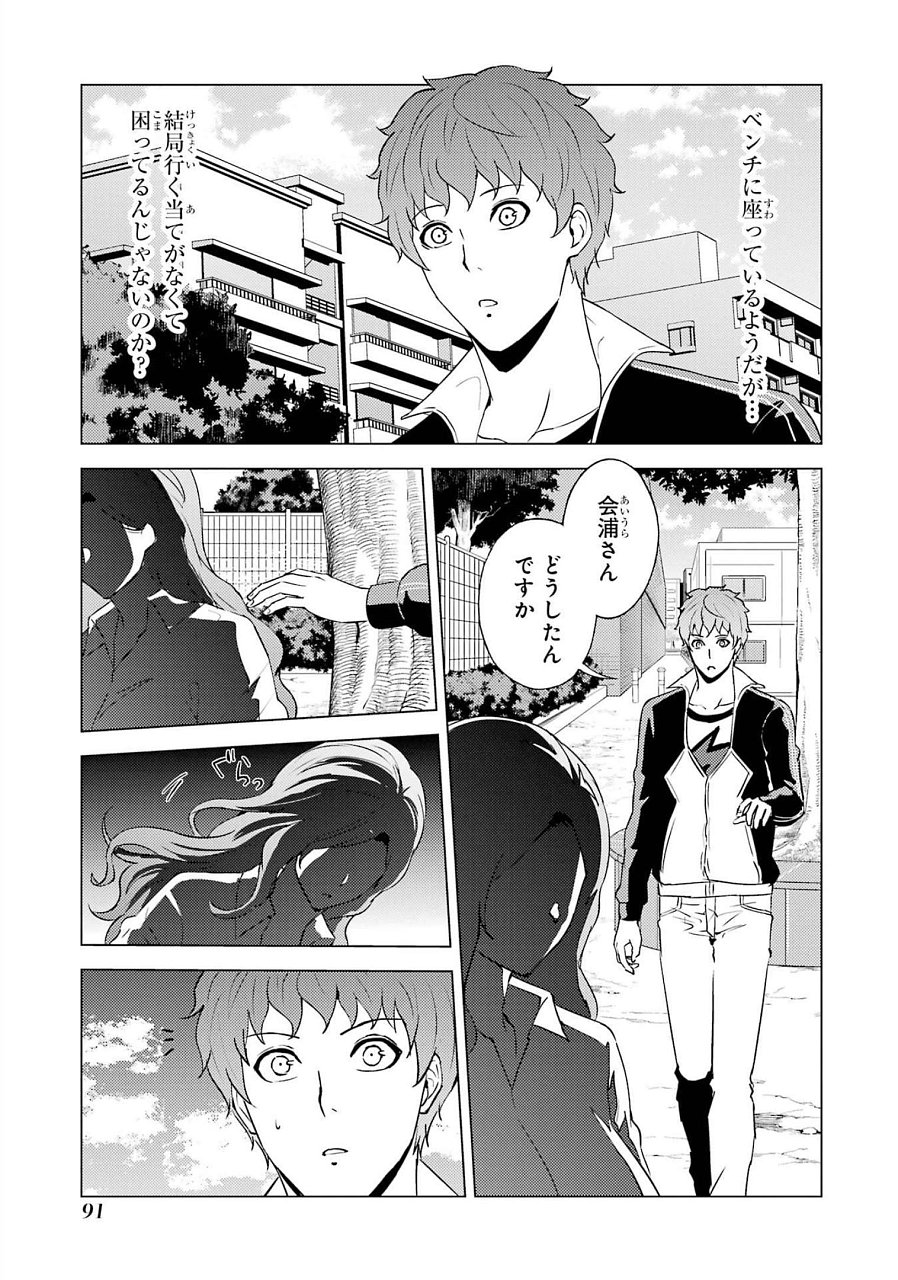 ベンチに座っているようだが…
結局行く当てがなくて
困ってるんじゃないのか?
会浦さん
どうしたん
ですか
ぐらっ
91